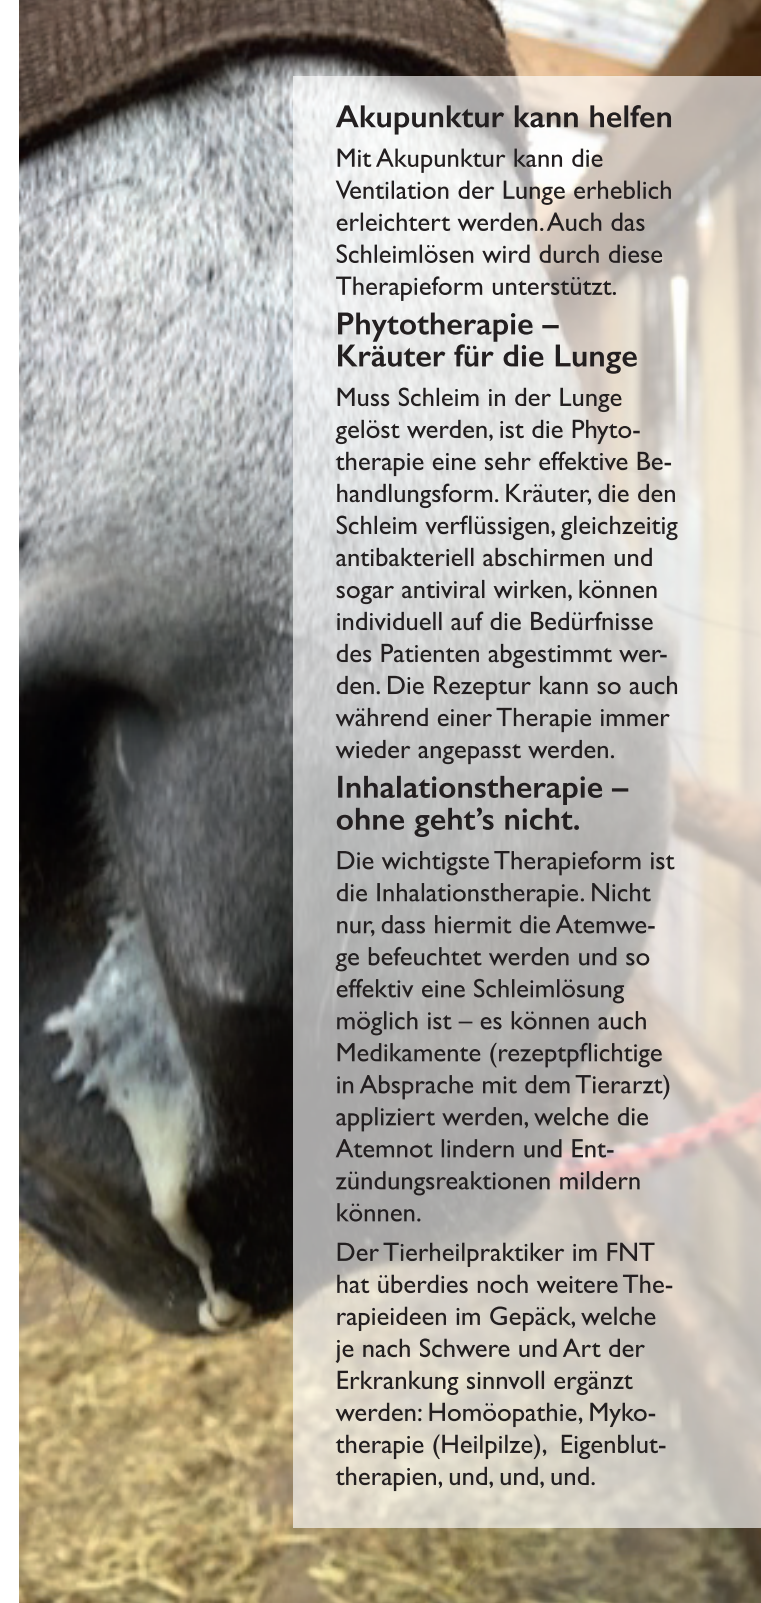 Akupunktur kann helfen
Mit Akupunktur kann die
Ventilation der Lunge erheblich
erleichtert werden. Auch das
Schleimlösen wird durch diese
Therapieform unterstützt.
Phytotherapie –
Kräuter für die Lunge
Muss Schleim in der Lunge
gelöst werden, ist die Phyto-
therapie eine sehr effektive Be-
handlungsform. Kräuter, die den
Schleim verflüssigen, gleichzeitig
antibakteriell abschirmen und
sogar antiviral wirken, können
individuell auf die Bedürfnisse
des Patienten abgestimmt wer-
den. Die Rezeptur kann so auch
während einer Therapie immer
wieder angepasst werden.
Inhalationstherapie –
ohne geht’s nicht.
Die wichtigste Therapieform ist
die Inhalationstherapie. Nicht
nur, dass hiermit die Atemwe-
ge befeuchtet werden und so
effektiv eine Schleimlösung
möglich ist – es können auch
Medikamente (rezeptpflichtige
in Absprache mit dem Tierarzt)
appliziert werden, welche die
Atemnot lindern und Ent-
zündungsreaktionen mildern
können.
Der Tierheilpraktiker im FNT
hat überdies noch weitere The-
rapieideen im Gepäck, welche
je nach Schwere und Art der
Erkrankung sinnvoll ergänzt
werden: Homöopathie, Myko-
therapie (Heilpilze), Eigenblut-
therapien, und, und, und.